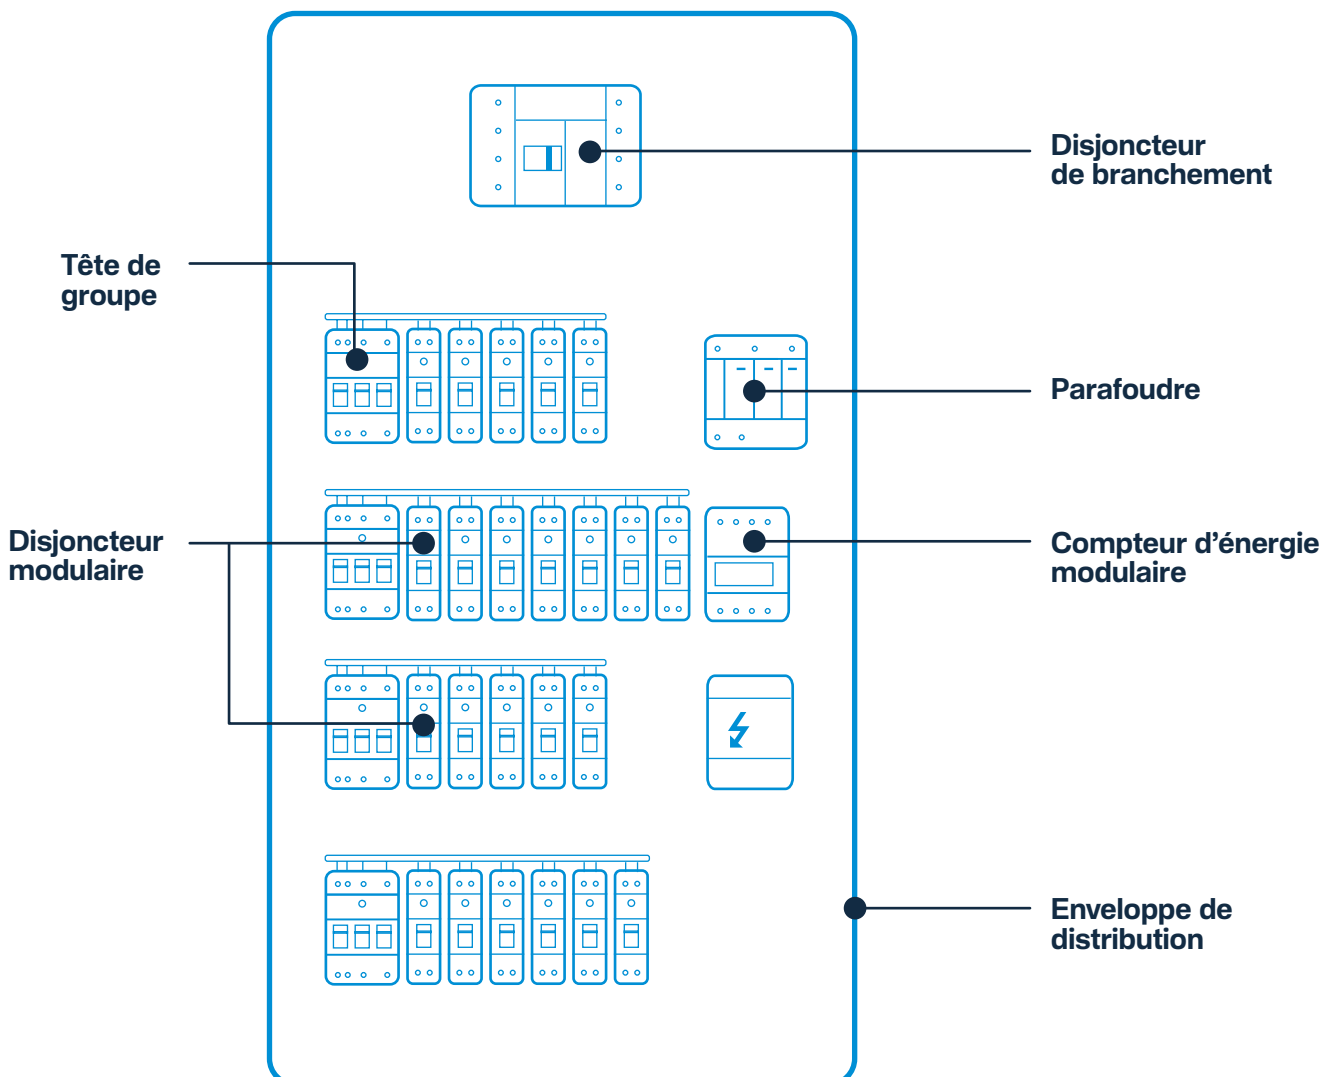 Disjoncteur
de branchement
Tête de
groupe
Parafoudre
Disjoncteur
modulaire
Compteur d’énergie
modulaire
Enveloppe de
distribution